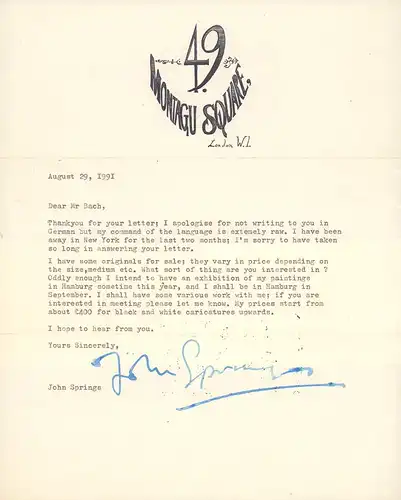 49
MONTAGU SQUARE,
London W.1
August 29, 1991
Dear Mr Bach,
Thankyou for your letter; I apologise for not writing to you in
German but my command of the language is extemely raw. I have been
away in New York for the last two months; I'm sorry to have taken
so long in answering your letter.
I have some originals for sale; they vary in price depending on
the size,medium etc. What sort of thing are you interested in ?
Oddly enough I intend to have an exhibition of my paintings
in Hamburg sometime this year, and I shall be in Hamburg in
September. I shall have some various work with me; if you are
interested in meeting please let me know. My prices start from
about £400 for black and white caricatures upwards.
I hope to hear from you.
Yours Sincerely,
John Springs
John Springs